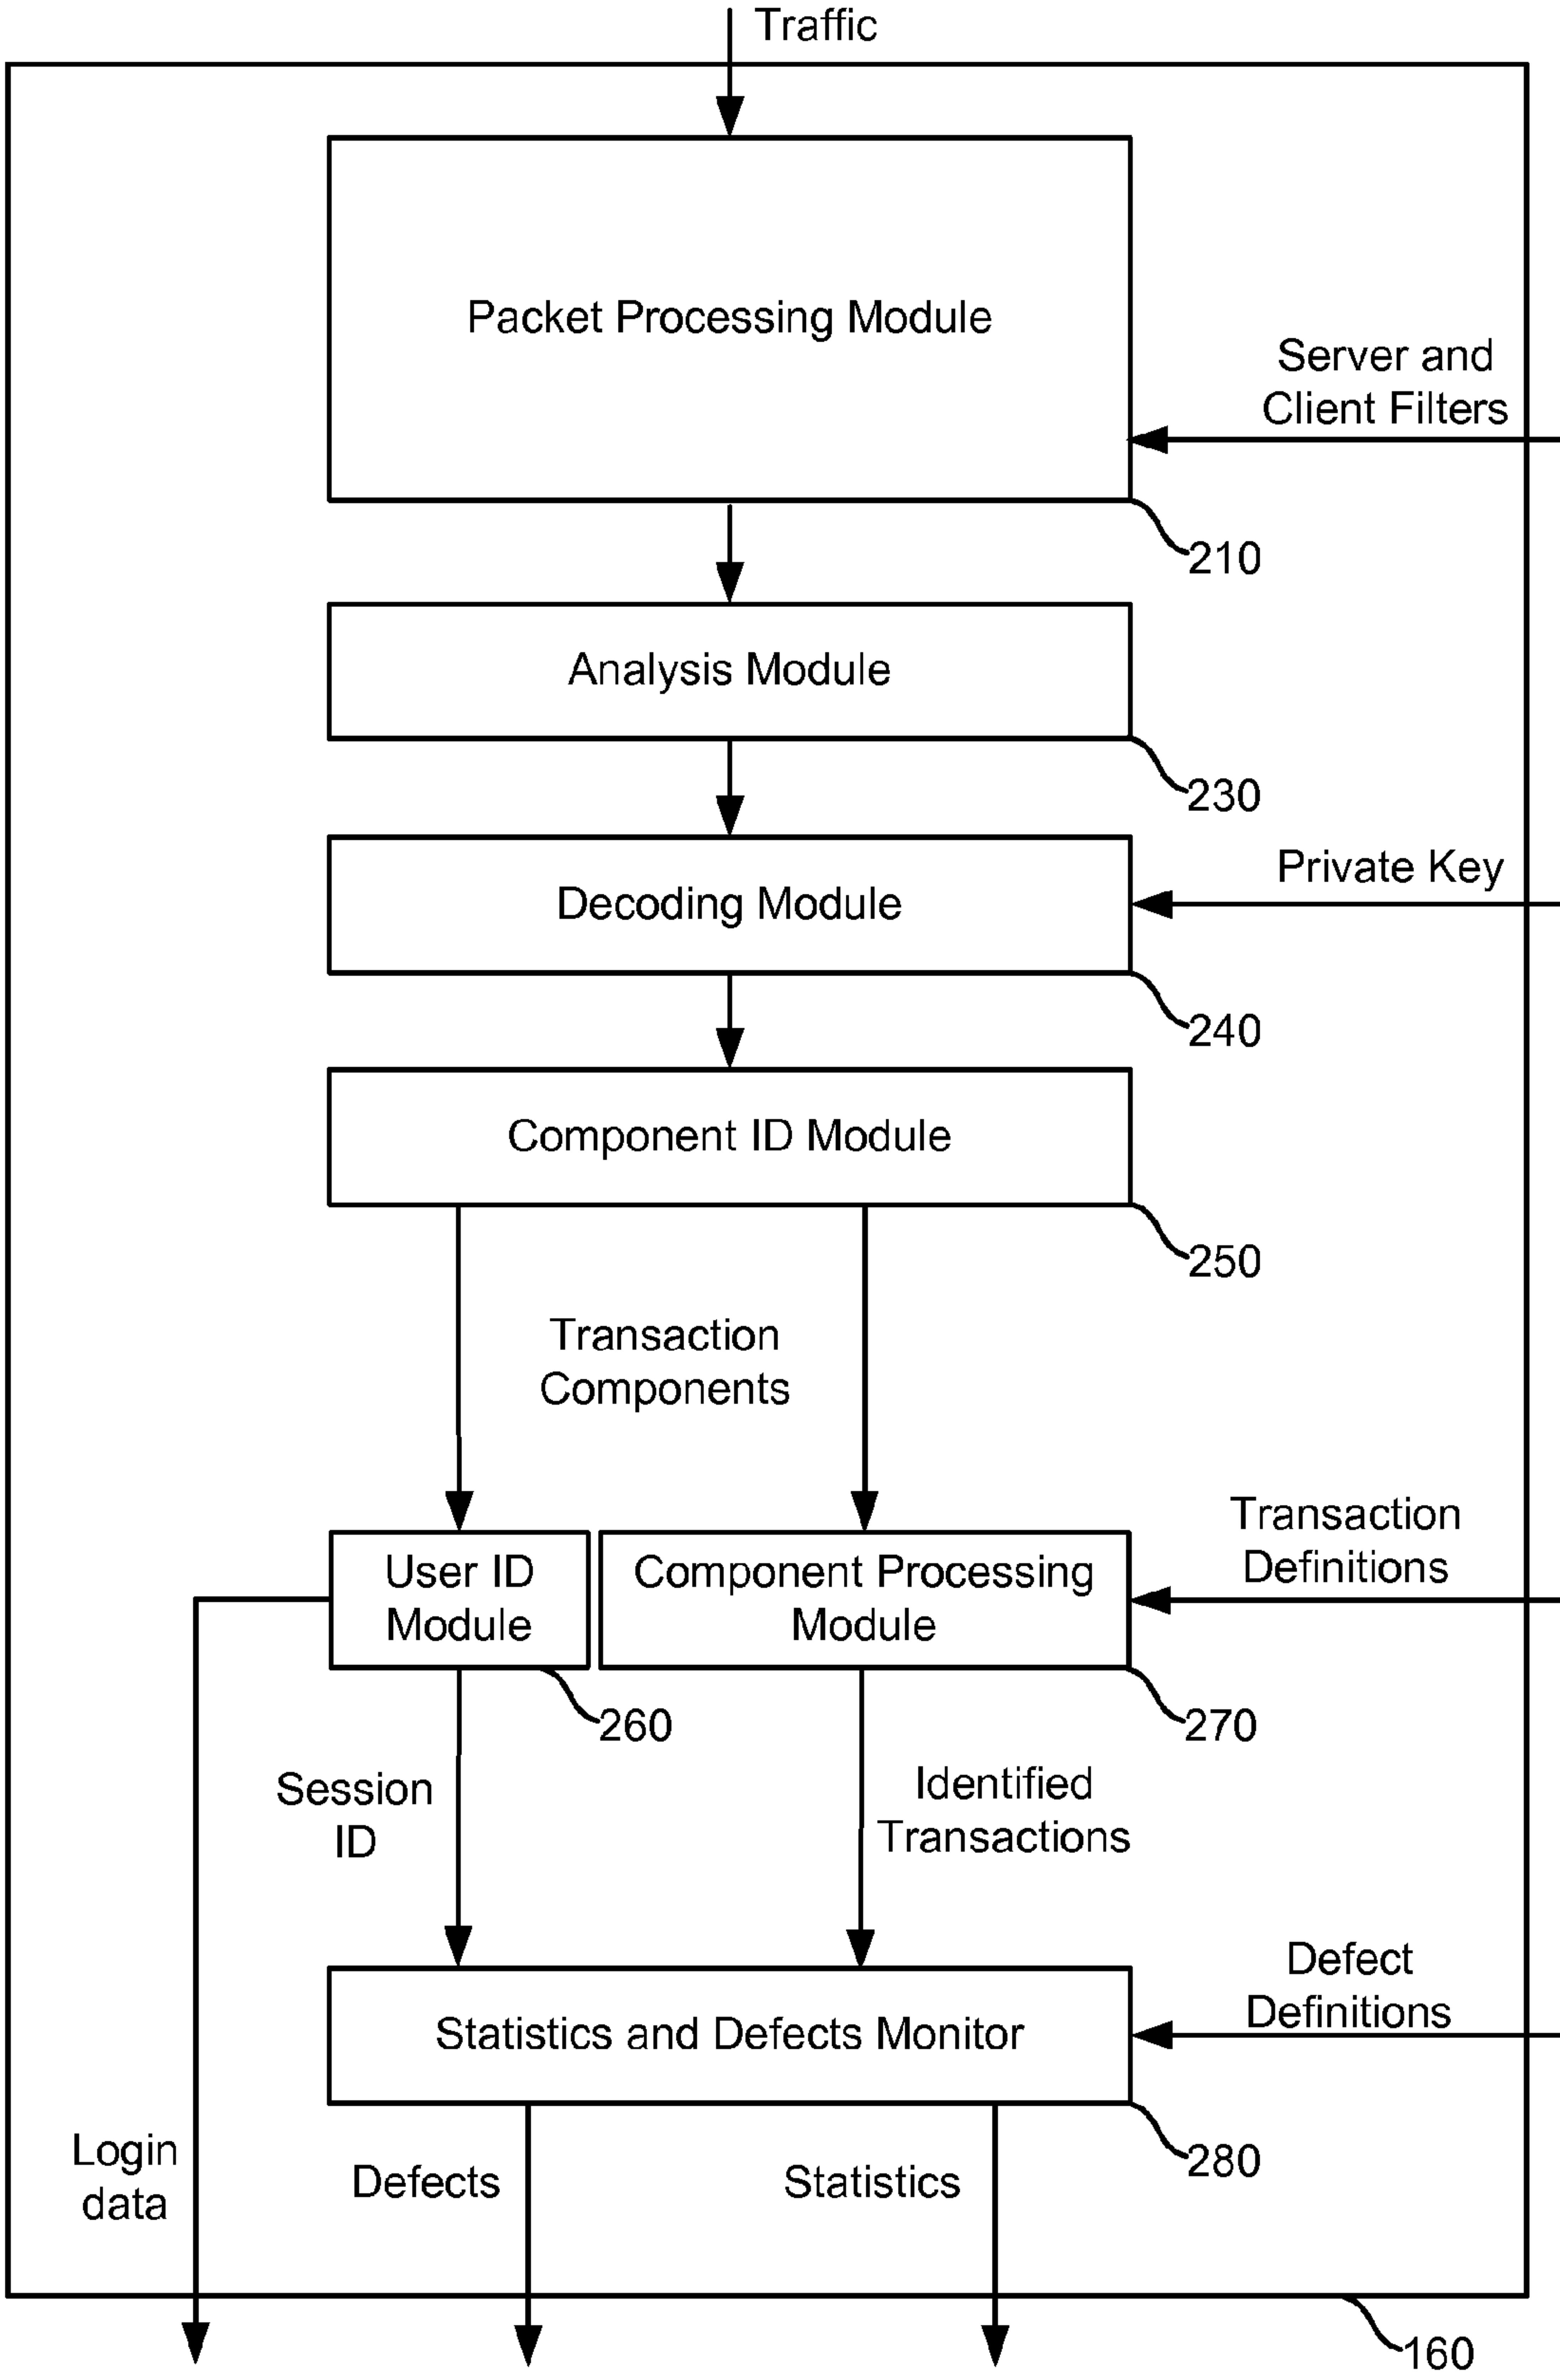 Traffic
Packet Processing Module
Server and
Client Filters
210
Analysis Module
230
Private Key
Decoding Module
240
Component ID Module
250
Transaction
Components
Transaction
Definitions
User ID
Module
Component Processing
Module
260
270
Session
ID
Identified
Transactions
Defect
Definitions
Statistics and Defects Monitor
280
Login
data
Defects
Statistics
160